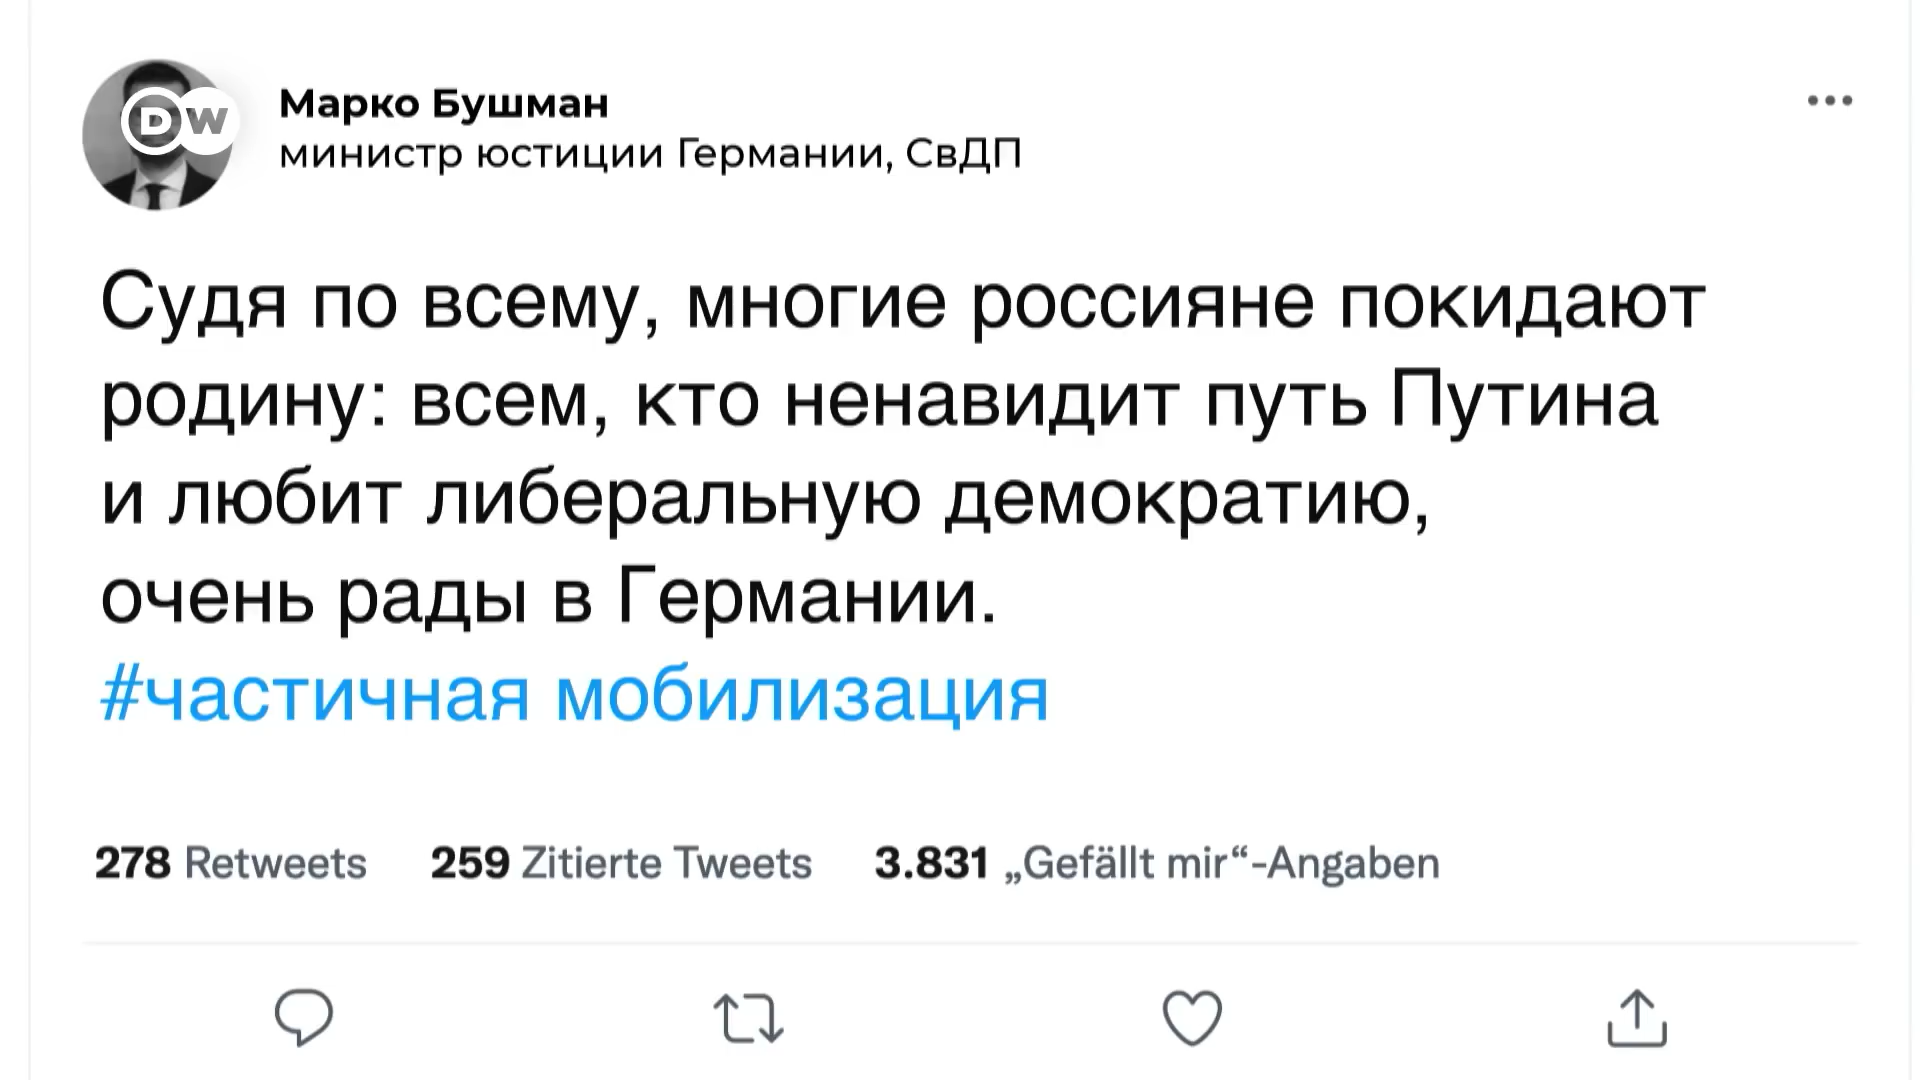 DW
Марко Бушман
министр юстиции Германии, СвДП
Судя по всему, многие россияне покидают
родину: всем, кто ненавидит путь Путина
и любит либеральную демократию,
очень рады в Германии.
#частичная мобилизация
278 Retweets 259 Zitierte Tweets 3.831 „Gefällt mir“-Angaben